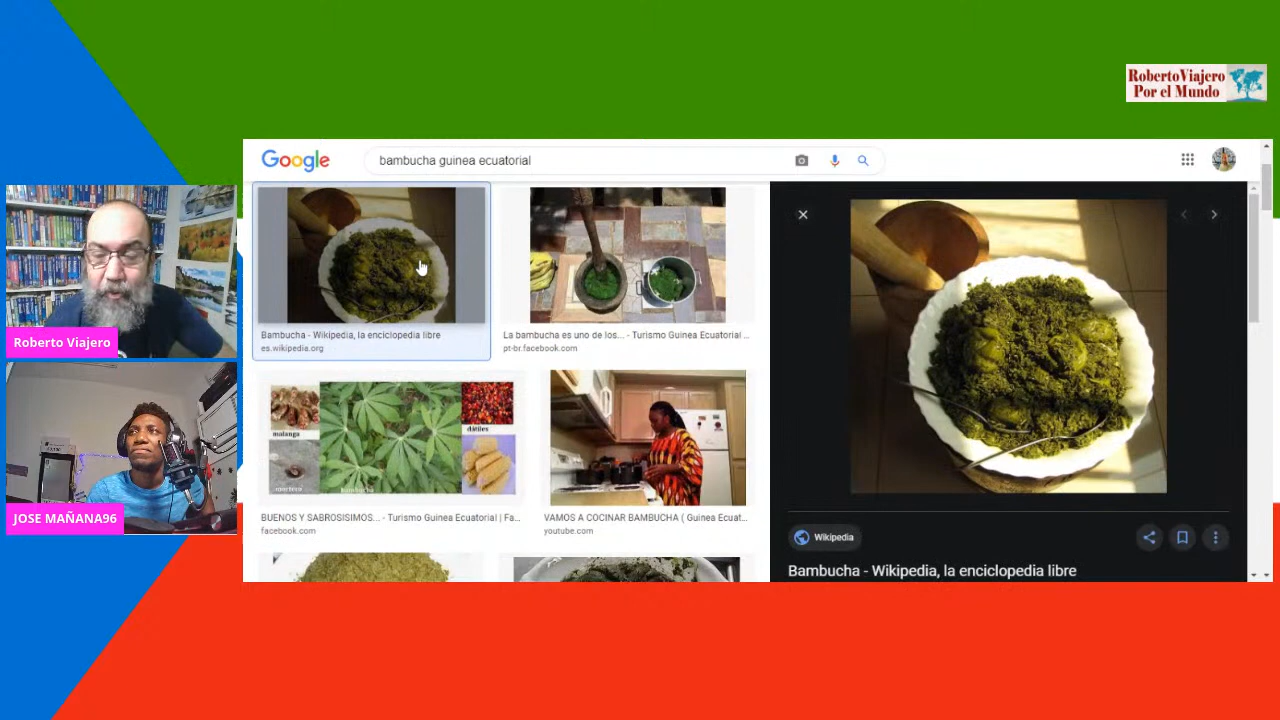 RobertoViajero
Por el Mundo
Google
bambucha guinea ecuatorial
Bambucha - Wikipedia, la enciclopedia libre
es.wikipedia.org
La bambucha es uno de los... - Turismo Guinea Ecuatorial ...
pt-br.facebook.com
malanga
dátiles
BUENOS Y SABROSISIMOS... - Turismo Guinea Ecuatorial | Fa...
facebook.com
VAMOS A COCINAR BAMBUCHA ( Guinea Ecuat...
youtube.com
Wikipedia
Bambucha - Wikipedia, la enciclopedia libre
Roberto Viajero
JOSE MAÑANA96